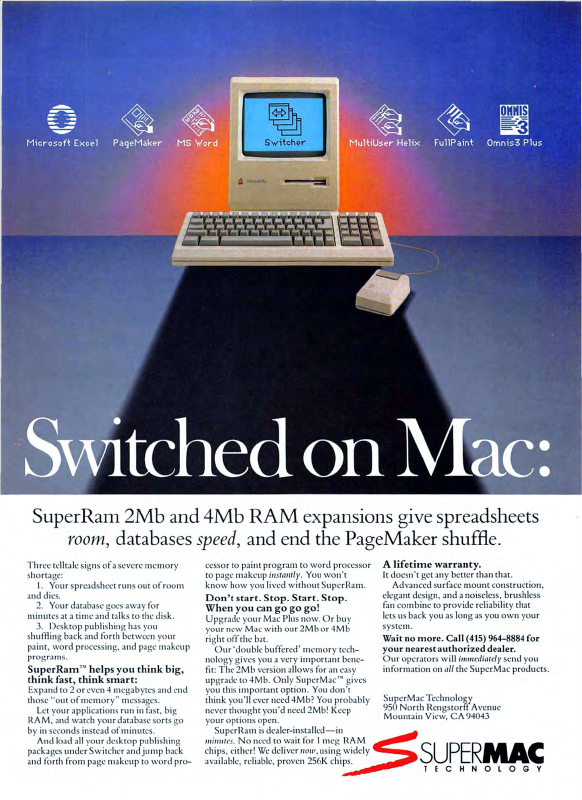 Microsoft Excel
PageMaker
MS Word
Switcher
MultiUser Helix
FullPaint
OMNIS
3
Omnis3 Plus
Switched on Mac:
SuperRam 2Mb and 4Mb RAM expansions give spreadsheets
room, databases speed, and end the PageMaker shuffle.
Three telltale signs of a severe memory
shortage:
1. Your spreadsheet runs out of room
and dies.
2. Your database goes away for
minutes at a time and talks to the disk.
3. Desktop publishing has you
shuffling back and forth between your
paint, word processing, and page makeup
programs.
SuperRam™ helps you think big,
think fast, think smart:
Expand to 2 or even 4 megabytes and end
those "out of memory" messages.
Let your applications run in fast, big
RAM, and watch your database sorts go
by in seconds instead of minutes.
And load all your desktop publishing
packages under Switcher and jump back
and forth from page makeup to word pro-
cessor to paint program to word processor
to page makeup instantly. You won't
know how you lived without SuperRam.
Don't start. Stop. Start. Stop.
When you can go go go!
Upgrade your Mac Plus now. Or buy
your new Mac with our 2Mb or 4Mb
right off the bat.
Our 'double buffered' memory tech-
nology gives you a very important bene-
fit: The 2Mb version allows for an easy
upgrade to 4Mb. Only SuperMac™ gives
you this important option. You don't
think you'll ever need 4Mb? You probably
never thought you'd need 2Mb! Keep
your options open.
SuperRam is dealer-installed—in
minutes. No need to wait for 1 meg RAM
chips, either! We deliver now, using widely
available, reliable, proven 256K chips.
A lifetime warranty.
It doesn't get any better than that.
Advanced surface mount construction,
elegant design, and a noiseless, brushless
fan combine to provide reliability that
lets us back you as long as you own your
system.
Wait no more. Call (415) 964-8884 for
your nearest authorized dealer.
Our operators will immediately send you
information on all the SuperMac products.
SuperMac Technology
950 North Rengstorff Avenue
Mountain View, CA 94043
SUPERMAC
TECHNOLOGY